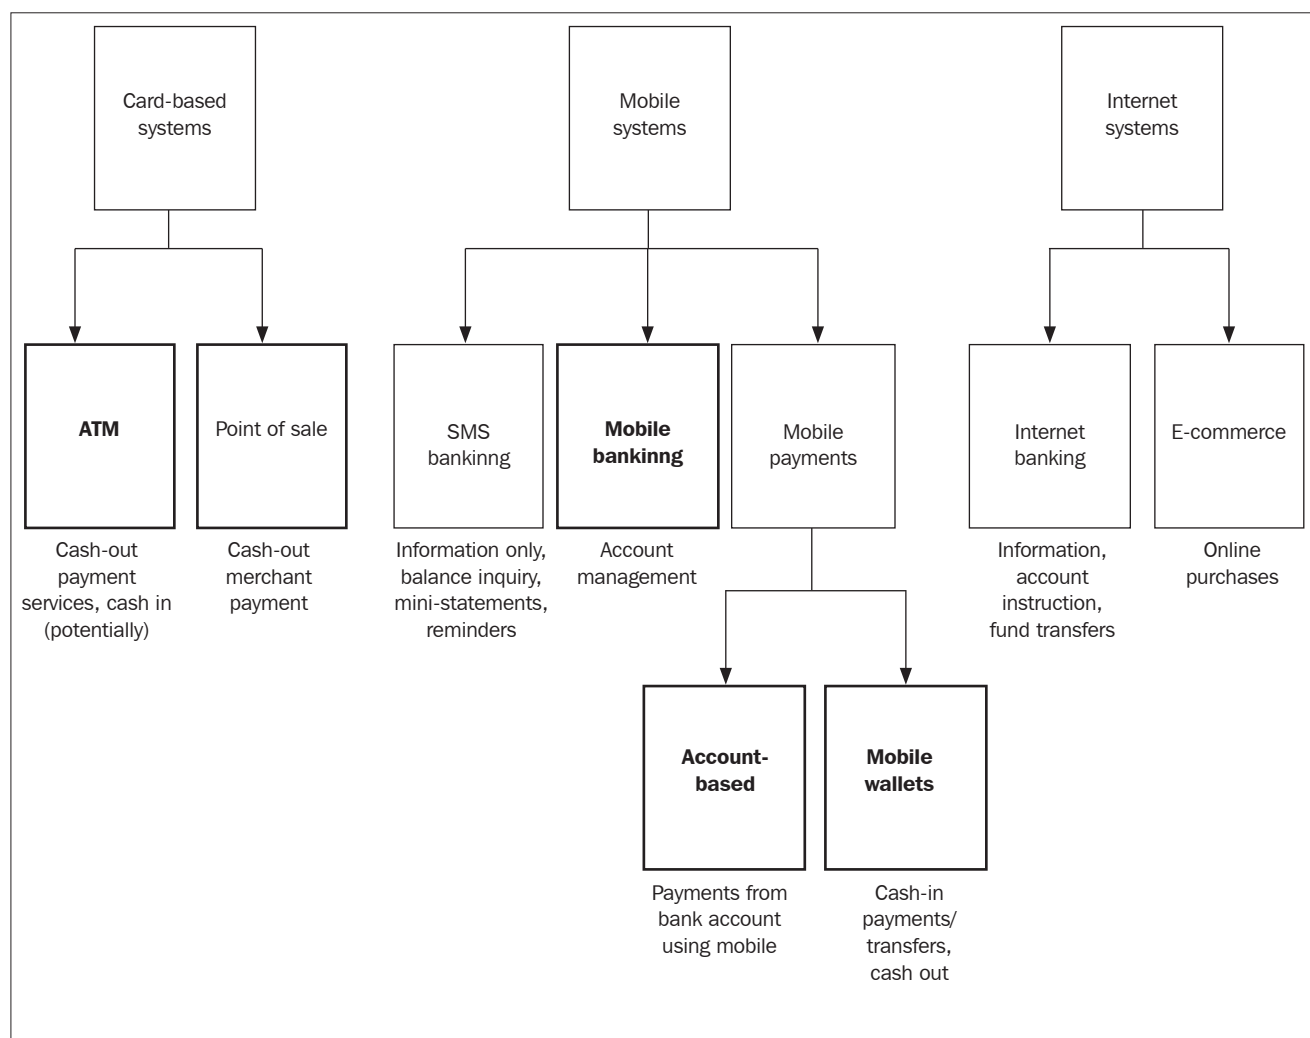 Card-based
systems
Mobile
systems
Internet
systems
ATM
Point of sale
SMS
bankinng
Mobile
bankinng
Mobile
payments
Internet
banking
E-commerce
Cash-out
payment
services, cash in
(potentially)
Cash-out
merchant
payment
Information only,
balance inquiry,
mini-statements,
reminders
Account
management
Information,
account
instruction,
fund transfers
Online
purchases
Account-
based
Mobile
wallets
Payments from
bank account
using mobile
Cash-in
payments/
transfers,
cash out